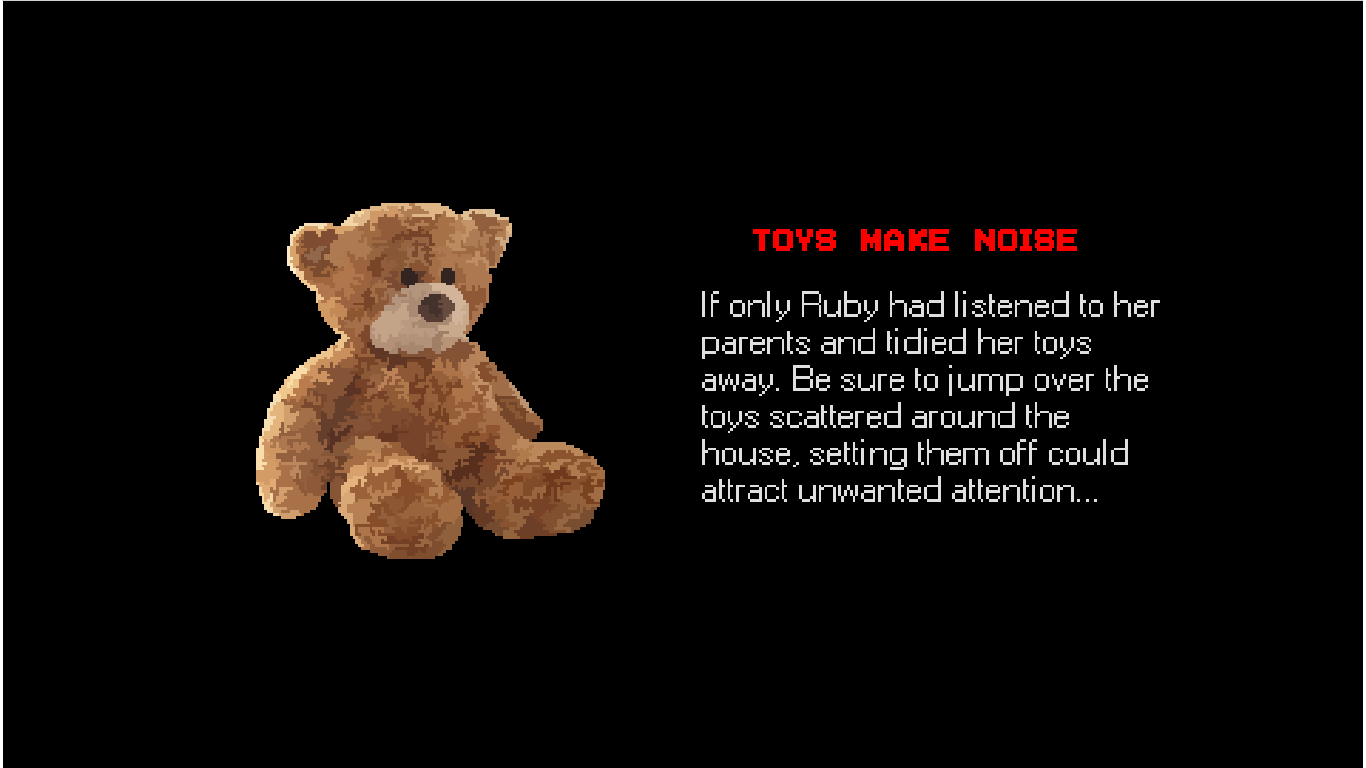 TOYS MAKE NOISE
If only Ruby had listened to her
parents and tidied her toys
away. Be sure to jump over the
toys scattered around the
house, setting them off could
attract unwanted attention...